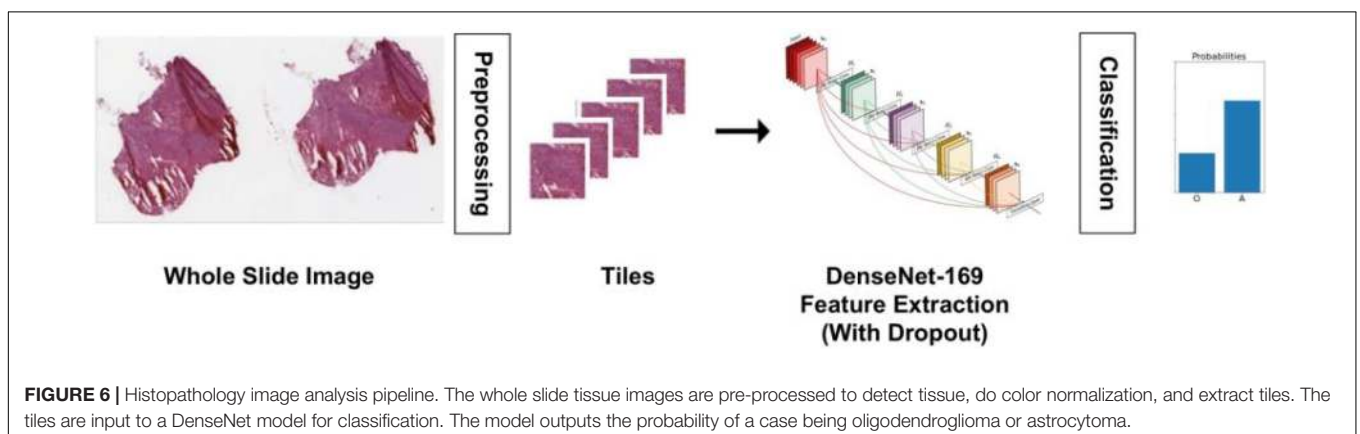 Preprocessing
Classification
Probabilities
O A
Whole Slide Image
Tiles
DenseNet-169
Feature Extraction
(With Dropout)
FIGURE 6 | Histopathology image analysis pipeline. The whole slide tissue images are pre-processed to detect tissue, do color normalization, and extract tiles. The
tiles are input to a DenseNet model for classification. The model outputs the probability of a case being oligodendroglioma or astrocytoma.